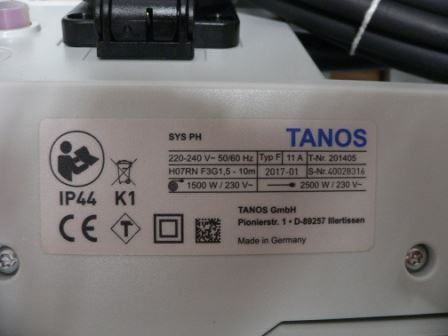 SYS PH
TANOS
220-240 V~ 50/60 Hz Typ F 11 A T-Nr. 201405
H07RN F3G1,5 - 10m 2017-01 S-Nr. 40028314
1500 W / 230 V~ 2500 W / 230 V~
IP44 K1
TANOS GmbH
Pionierstr. 1 • D-89257 Illertissen
CE T
Made in Germany